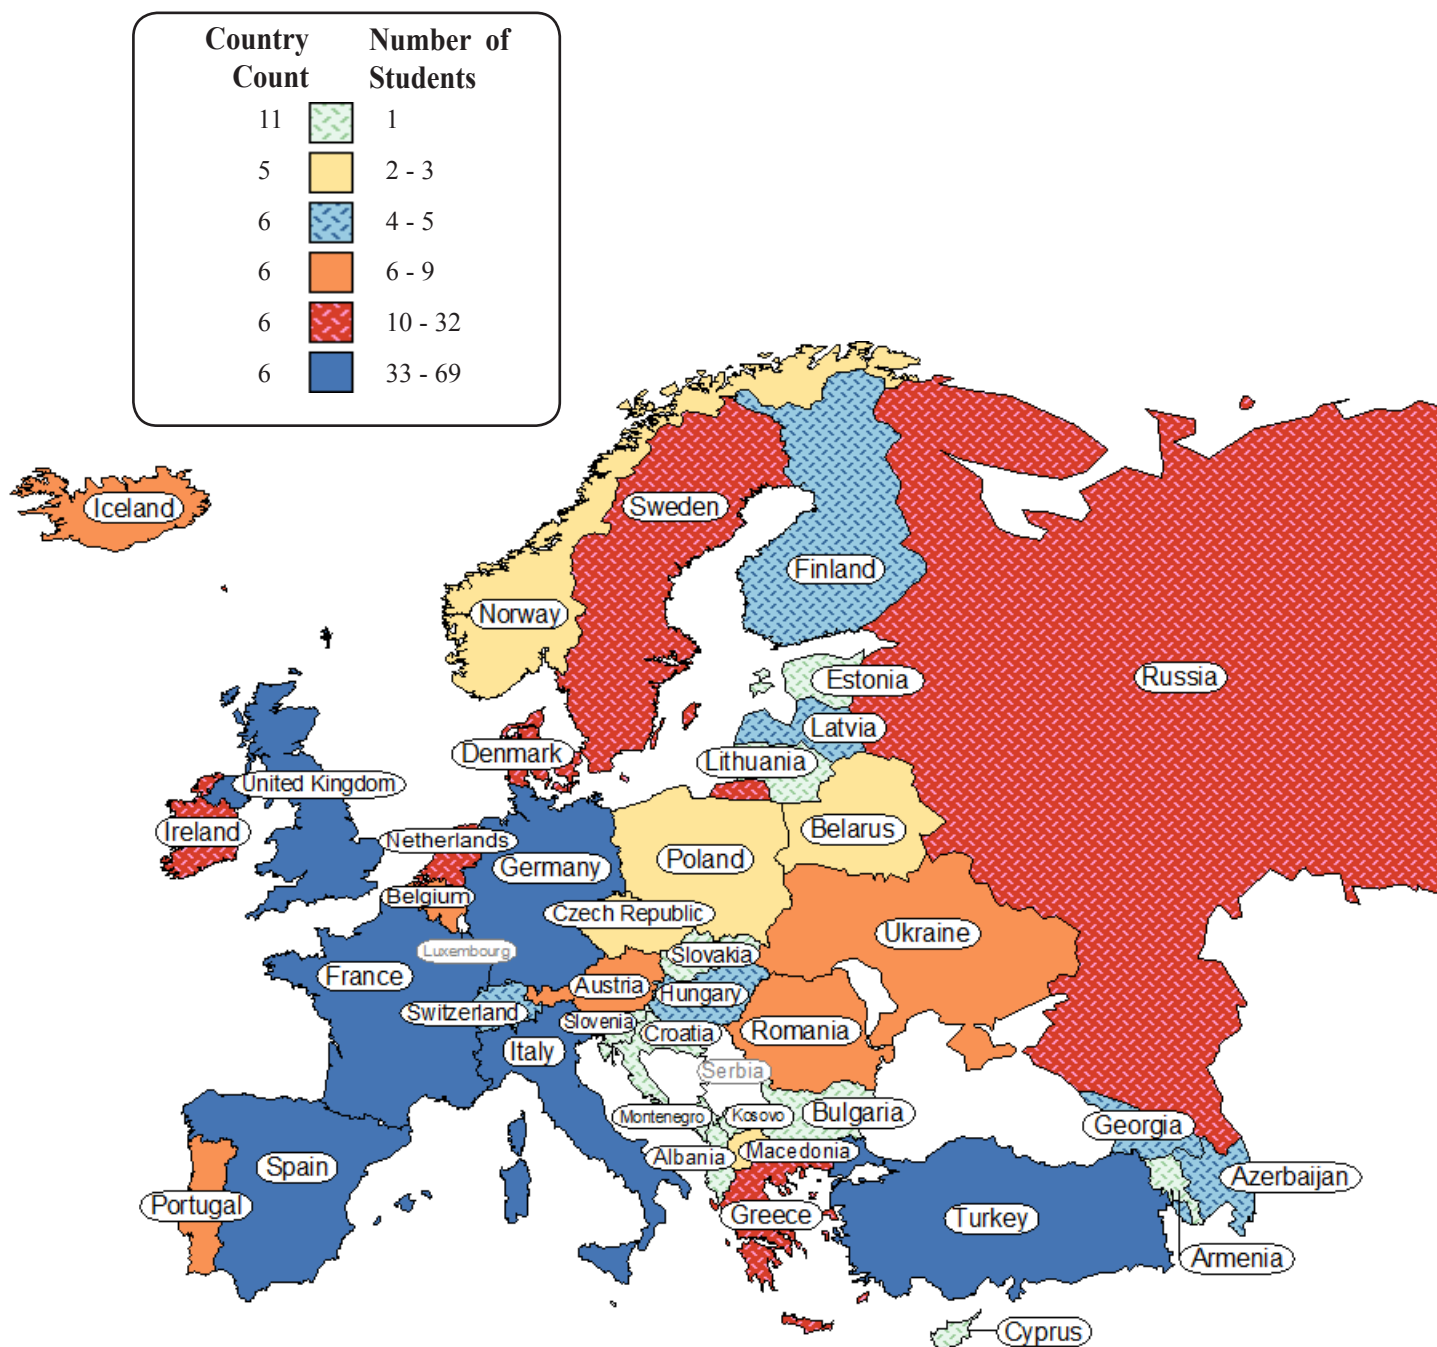 Country Number of
Count Students
11 1
5 2 - 3
6 4 - 5
6 6 - 9
6 10 - 32
6 33 - 69
Iceland
Sweden
Finland
Norway
Estonia
Russia
Latvia
Denmark
Lithuania
United Kingdom
Ireland
Netherlands
Belarus
Poland
Germany
Belgium
Czech Republic
Ukraine
Luxembourg
Slovakia
France
Austria
Hungary
Switzerland
Slovenia
Croatia
Romania
Italy
Serbia
Montenegro
Kosovo
Bulgaria
Georgia
Albania
Macedonia
Spain
Azerbaijan
Portugal
Greece
Turkey
Armenia
Cyprus